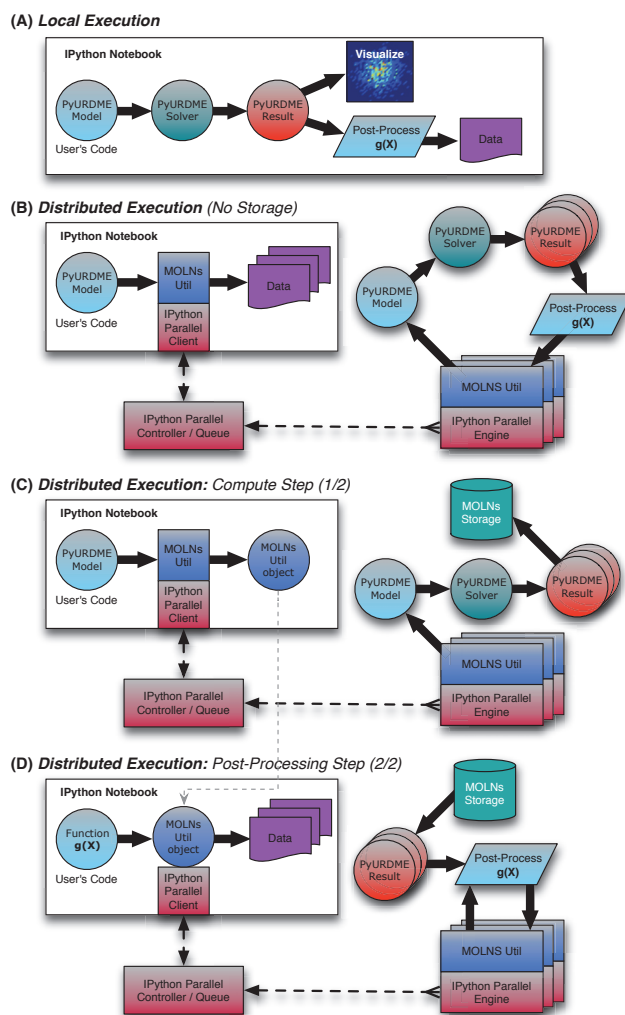 (A) Local Execution
IPython Notebook
Visualize
PyURDME
Model
PyURDME
Solver
PyURDME
Result
User's Code
Post-Process
g(X)
Data
(B) Distributed Execution (No Storage)
IPython Notebook
PyURDME
Model
User's Code
MOLNs
Util
IPython
Parallel
Client
Data
IPython Parallel
Controller / Queue
PyURDME
Solver
PyURDME
Result
PyURDME
Model
Post-Process
g(X)
MOLNS Util
IPython Parallel
Engine
(C) Distributed Execution: Compute Step (1/2)
IPython Notebook
PyURDME
Model
User's Code
MOLNs
Util
IPython
Parallel
Client
MOLNs
Util
object
IPython Parallel
Controller / Queue
MOLNs
Storage
PyURDME
Model
PyURDME
Solver
PyURDME
Result
MOLNS Util
IPython Parallel
Engine
(D) Distributed Execution: Post-Processing Step (2/2)
IPython Notebook
Function
g(X)
User's Code
MOLNs
Util
object
IPython
Parallel
Client
Data
IPython Parallel
Controller / Queue
MOLNs
Storage
PyURDME
Result
Post-Process
g(X)
MOLNS Util
IPython Parallel
Engine